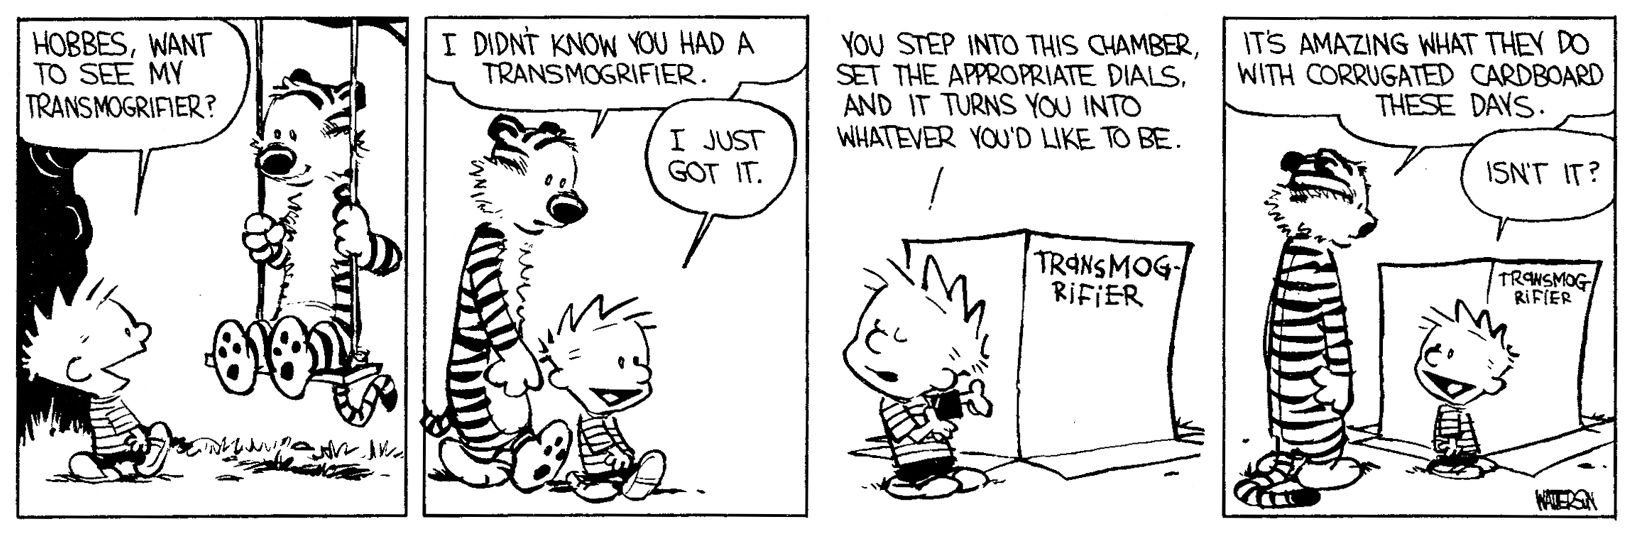 HOBBES, WANT
TO SEE MY
TRANSMOGRIFIER?
I DIDN'T KNOW YOU HAD A
TRANSMOGRIFIER.
I JUST
GOT IT.
YOU STEP INTO THIS CHAMBER,
SET THE APPROPRIATE DIALS,
AND IT TURNS YOU INTO
WHATEVER YOU'D LIKE TO BE.
TRANSMOG-
RiFiER
IT'S AMAZING WHAT THEY DO
WITH CORRUGATED CARDBOARD
THESE DAYS.
ISN'T IT?
TRANSMOG
RiFiER
WATTERSON